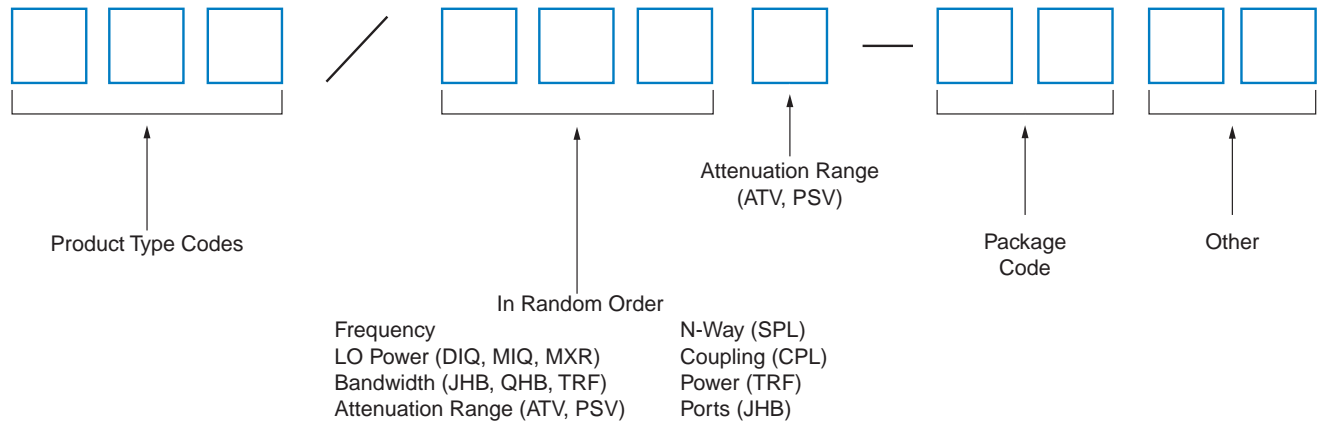 Attenuation Range
(ATV, PSV)
Product Type Codes
Package
Code
Other
In Random Order
Frequency
LO Power (DIQ, MIQ, MXR)
Bandwidth (JHB, QHB, TRF)
Attenuation Range (ATV, PSV)
N-Way (SPL)
Coupling (CPL)
Power (TRF)
Ports (JHB)